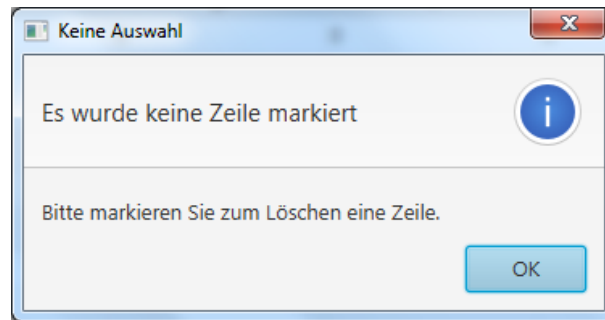 Keine Auswahl
Es wurde keine Zeile markiert
Bitte markieren Sie zum Löschen eine Zeile.
OK